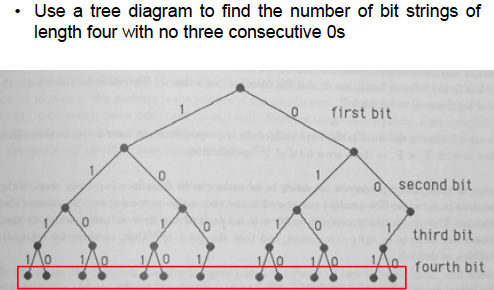 • Use a tree diagram to find the number of bit strings of
length four with no three consecutive 0s
1 0 first bit
1 0 1 0 second bit
1 0 1 0 1 0 1 third bit
1 0 1 0 1 0 1 1 0 1 0 1 0 fourth bit